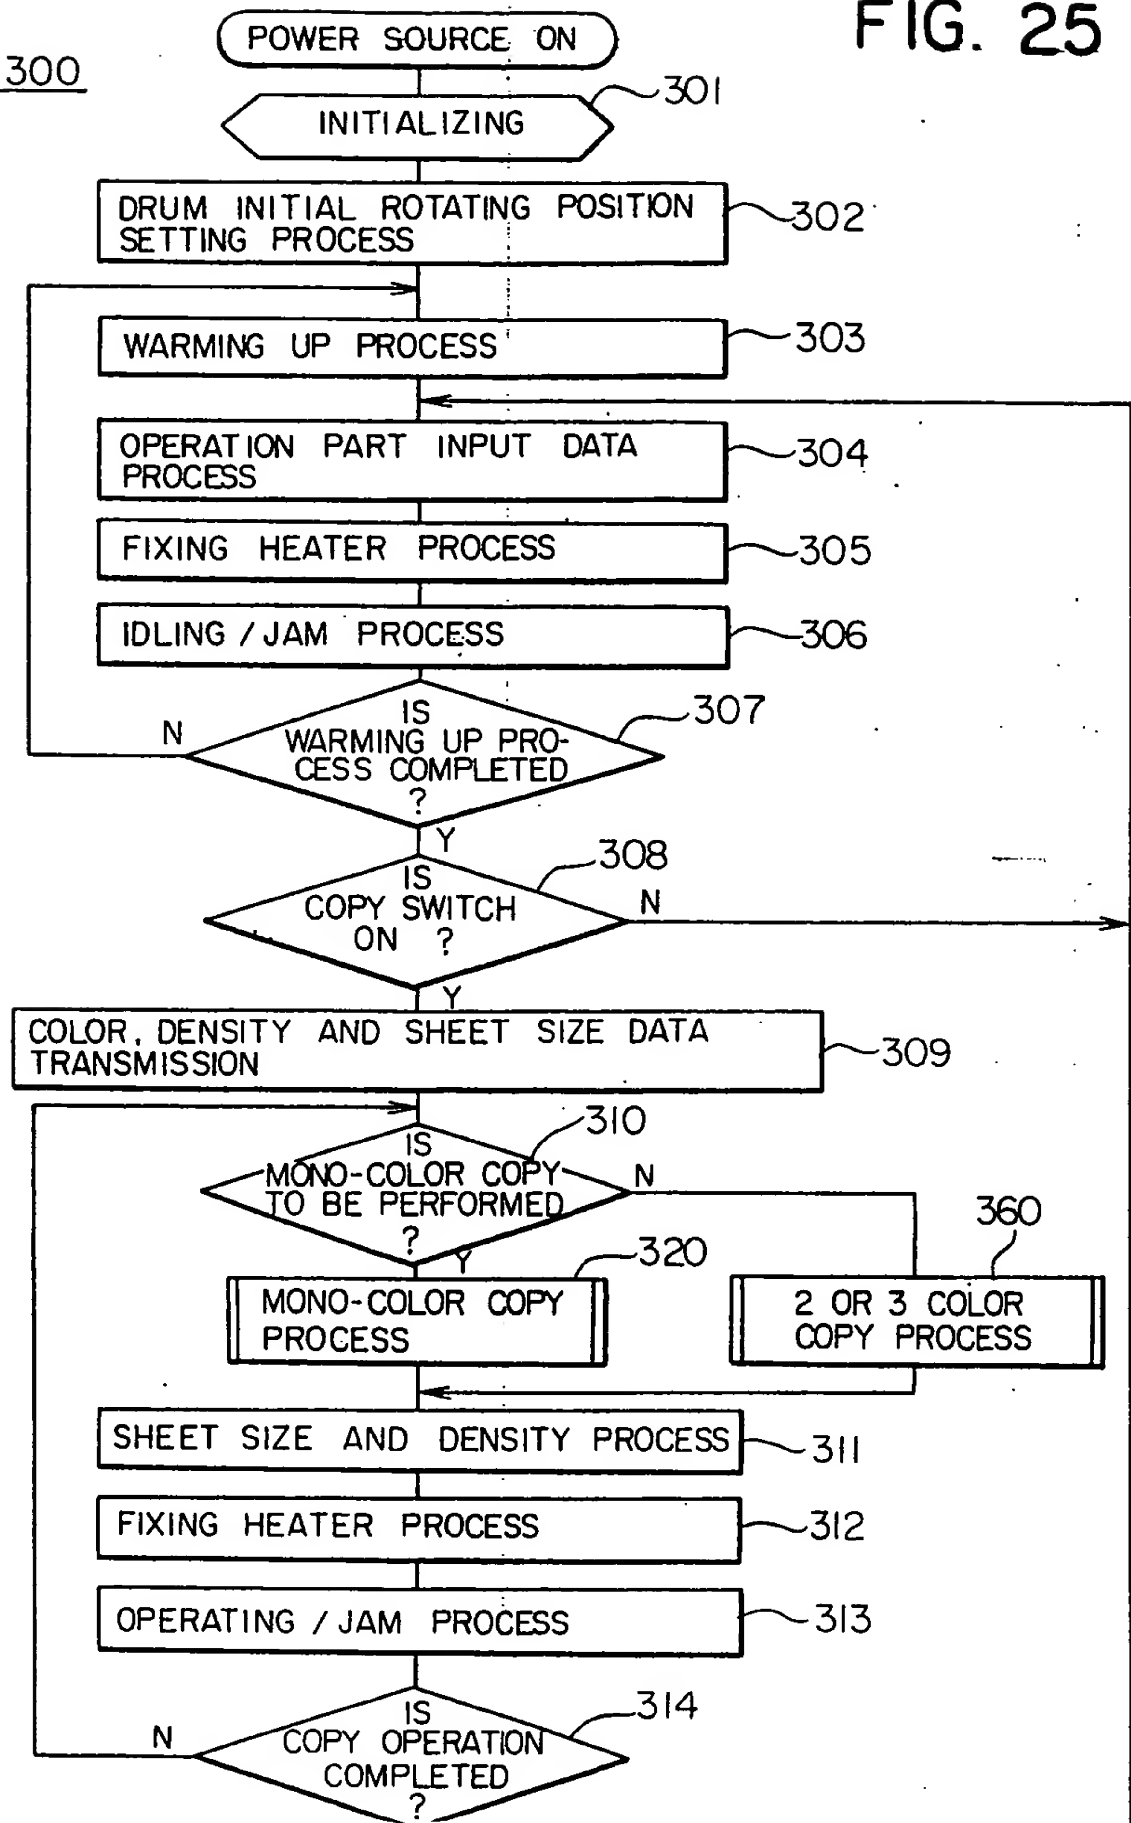 FIG. 25
300
POWER SOURCE ON
INITIALIZING
301
DRUM INITIAL ROTATING POSITION
SETTING PROCESS
302
WARMING UP PROCESS
303
OPERATION PART INPUT DATA
PROCESS
304
FIXING HEATER PROCESS
305
IDLING / JAM PROCESS
306
IS
WARMING UP PRO-
CESS COMPLETED
?
307
N
Y
IS
COPY SWITCH
ON ?
308
N
Y
COLOR, DENSITY AND SHEET SIZE DATA
TRANSMISSION
309
IS
MONO-COLOR COPY
TO BE PERFORMED
?
310
N
Y
MONO-COLOR COPY
PROCESS
320
2 OR 3 COLOR
COPY PROCESS
360
SHEET SIZE AND DENSITY PROCESS
311
FIXING HEATER PROCESS
312
OPERATING / JAM PROCESS
313
IS
COPY OPERATION
COMPLETED
?
314
N